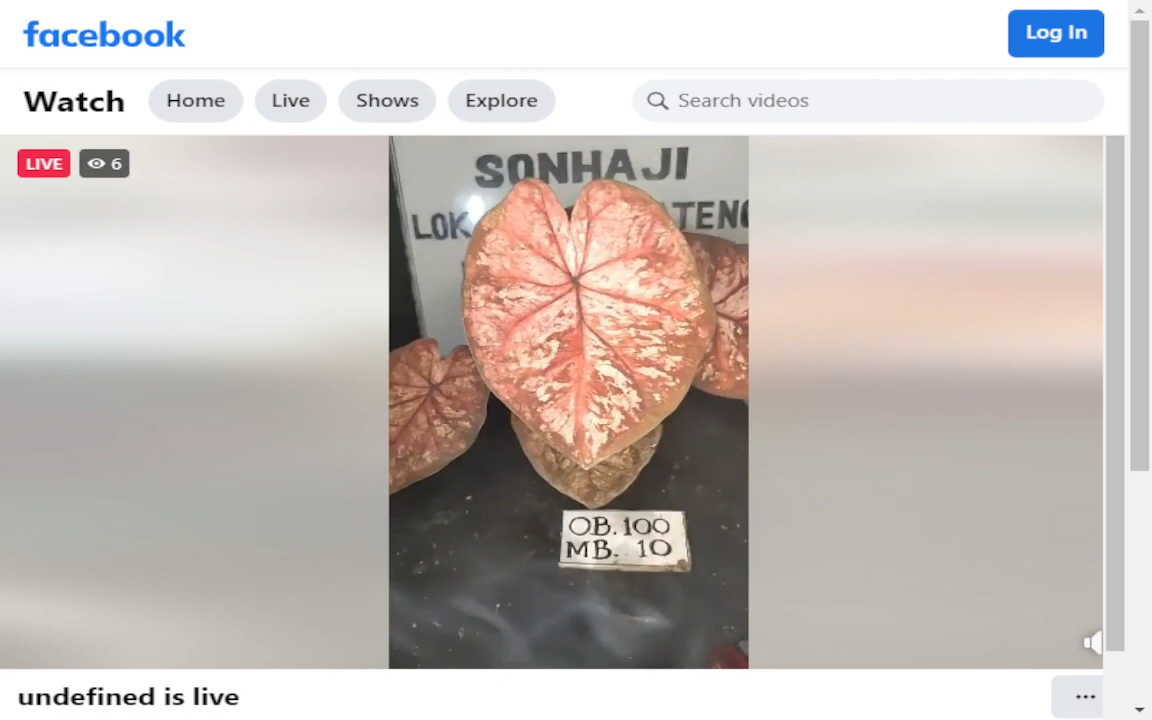 facebook
Log In
Watch
Home
Live
Shows
Explore
Search videos
LIVE
6
SONHAJI
OB.100
MB. 10
undefined is live
...